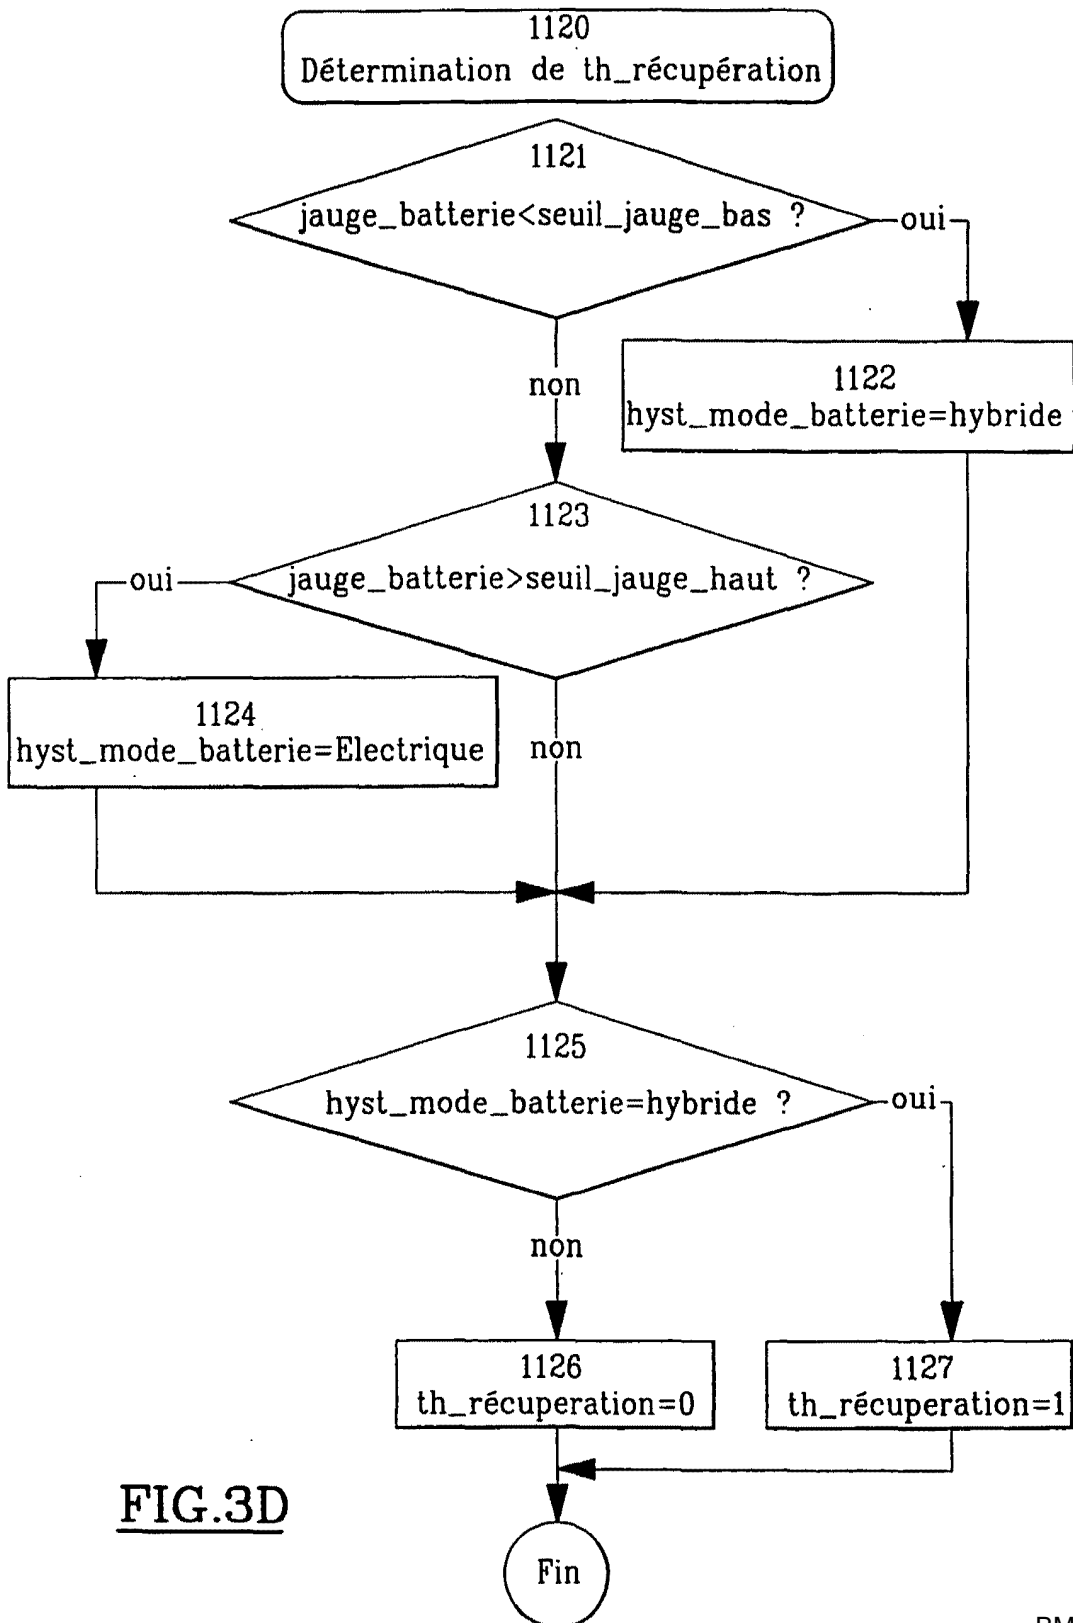 1120
Détermination de th_récupération
1121
jauge_batterie<seuil_jauge_bas ?
oui
non
1122
hyst_mode_batterie=hybride
1123
jauge_batterie>seuil_jauge_haut ?
oui
1124
hyst_mode_batterie=Electrique
non
1125
hyst_mode_batterie=hybride ?
oui
non
1126
th_récuperation=0
1127
th_récuperation=1
FIG.3D
Fin